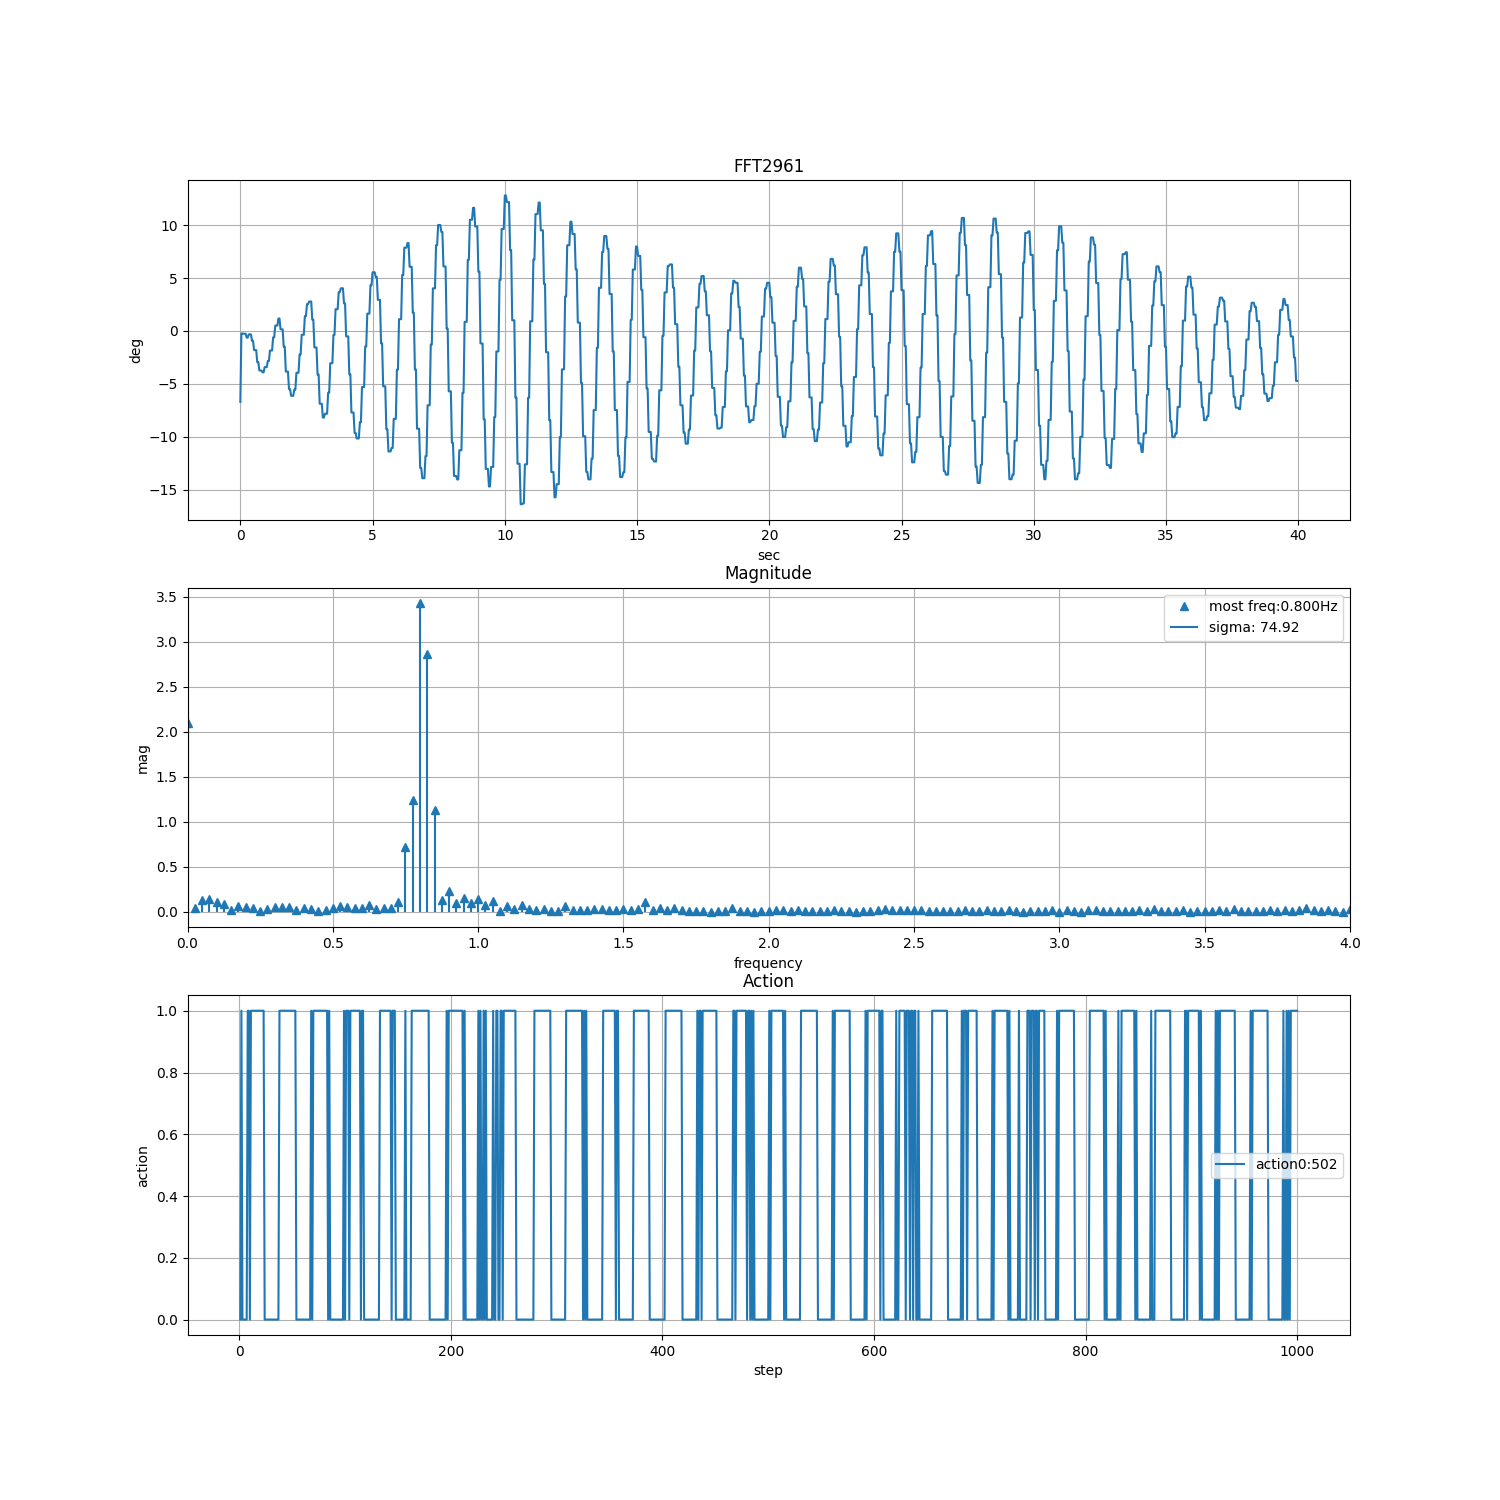 FFT2961
10
5
0
−5
−10
−15
deg
0 5 10 15 20 25 30 35 40
sec
Magnitude
3.5
3.0
2.5
2.0
1.5
1.0
0.5
0.0
mag
most freq:0.800Hz
sigma: 74.92
0.0 0.5 1.0 1.5 2.0 2.5 3.0 3.5 4.0
frequency
Action
1.0
0.8
0.6
0.4
0.2
0.0
action
action0:502
0 200 400 600 800 1000
step